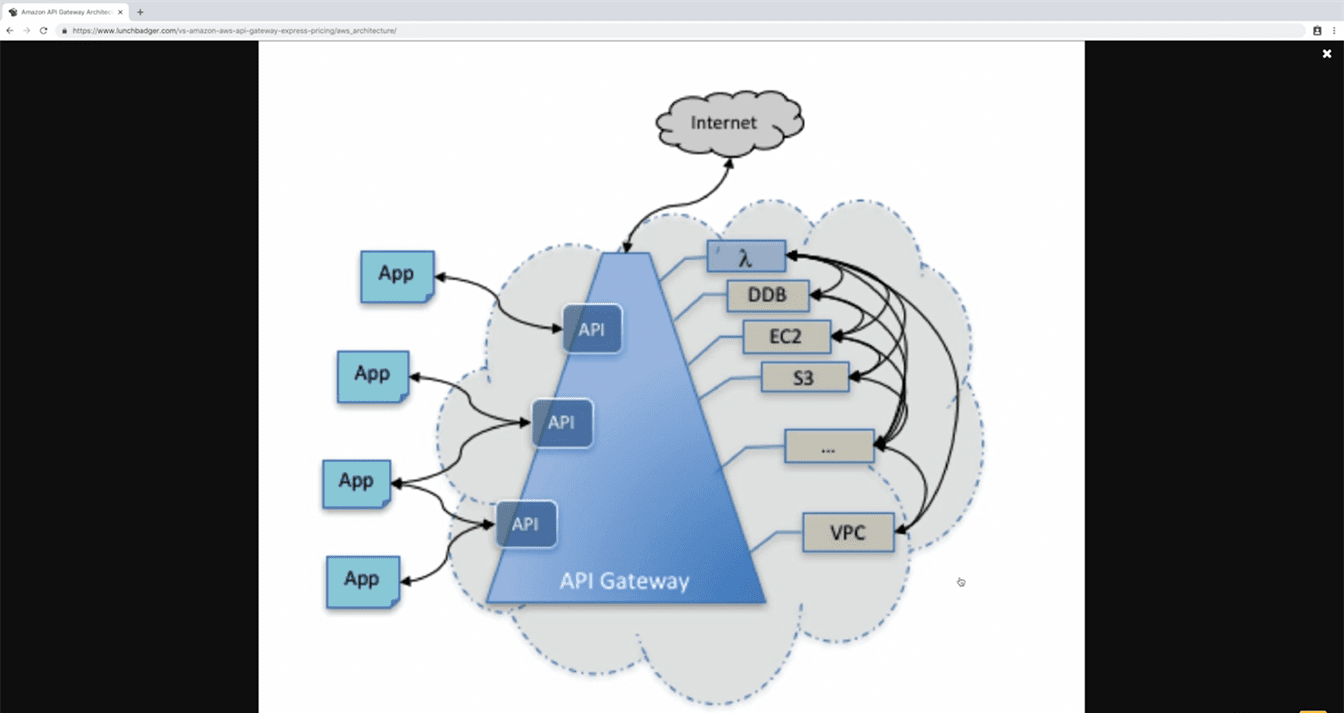 Amazon API Gateway Architec
https://www.lunchbadger.com/vs-amazon-aws-api-gateway-express-pricing/aws_architecture/
Internet
App
App
App
App
API
API
API
API Gateway
λ
DDB
EC2
S3
...
VPC